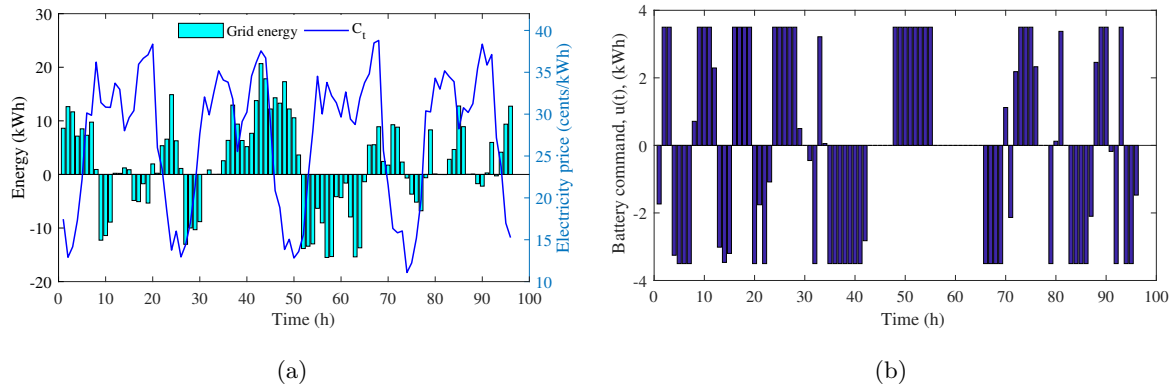 30
20
10
0
-10
-20
Energy (kWh)
Grid energy
C_t
40
35
30
25
20
15
10
Electricity price (cents/kWh)
0 10 20 30 40 50 60 70 80 90 100
Time (h)
(a)
4
2
0
-2
-4
Battery command, u(t), (kWh)
0 10 20 30 40 50 60 70 80 90 100
Time (h)
(b)